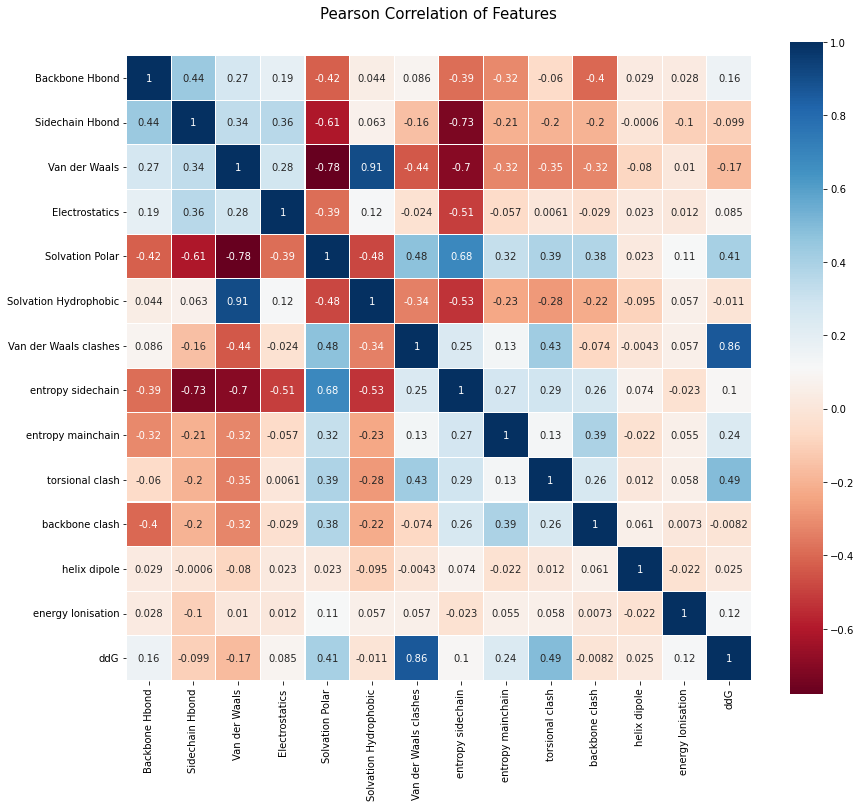 Pearson Correlation of Features
Backbone Hbond 1 0.44 0.27 0.19 -0.42 0.044 0.086 -0.39 -0.32 -0.06 -0.4 0.029 0.028 0.16
Sidechain Hbond 0.44 1 0.34 0.36 -0.61 0.063 -0.16 -0.73 -0.21 -0.2 -0.2 -0.0006 -0.1 -0.099
Van der Waals 0.27 0.34 1 0.28 -0.78 0.91 -0.44 -0.7 -0.32 -0.35 -0.32 -0.08 0.01 -0.17
Electrostatics 0.19 0.36 0.28 1 -0.39 0.12 -0.024 -0.51 -0.057 0.0061 -0.029 0.023 0.012 0.085
Solvation Polar -0.42 -0.61 -0.78 -0.39 1 -0.48 0.48 0.68 0.32 0.39 0.38 0.023 0.11 0.41
Solvation Hydrophobic 0.044 0.063 0.91 0.12 -0.48 1 -0.34 -0.53 -0.23 -0.28 -0.22 -0.095 0.057 -0.011
Van der Waals clashes 0.086 -0.16 -0.44 -0.024 0.48 -0.34 1 0.25 0.13 0.43 -0.074 -0.0043 0.057 0.86
entropy sidechain -0.39 -0.73 -0.7 -0.51 0.68 -0.53 0.25 1 0.27 0.29 0.26 0.074 -0.023 0.1
entropy mainchain -0.32 -0.21 -0.32 -0.057 0.32 -0.23 0.13 0.27 1 0.13 0.39 -0.022 0.055 0.24
torsional clash -0.06 -0.2 -0.35 0.0061 0.39 -0.28 0.43 0.29 0.13 1 0.26 0.012 0.058 0.49
backbone clash -0.4 -0.2 -0.32 -0.029 0.38 -0.22 -0.074 0.26 0.39 0.26 1 0.061 0.0073 -0.0082
helix dipole 0.029 -0.0006 -0.08 0.023 0.023 -0.095 -0.0043 0.074 -0.022 0.012 0.061 1 -0.022 0.025
energy Ionisation 0.028 -0.1 0.01 0.012 0.11 0.057 0.057 -0.023 0.055 0.058 0.0073 -0.022 1 0.12
ddG 0.16 -0.099 -0.17 0.085 0.41 -0.011 0.86 0.1 0.24 0.49 -0.0082 0.025 0.12 1
Backbone Hbond
Sidechain Hbond
Van der Waals
Electrostatics
Solvation Polar
Solvation Hydrophobic
Van der Waals clashes
entropy sidechain
entropy mainchain
torsional clash
backbone clash
helix dipole
energy Ionisation
ddG
1.0
0.8
0.6
0.4
0.2
0.0
−0.2
−0.4
−0.6